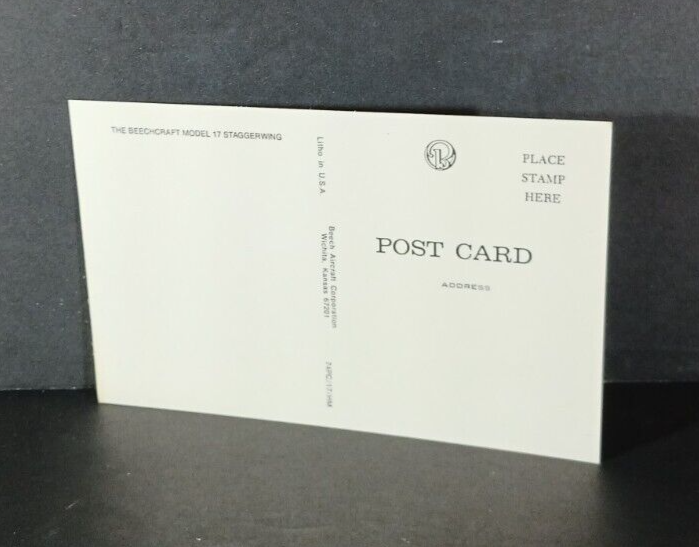 THE BEECHCRAFT MODEL 17 STAGGERWING
Litho in U.S.A.
Beech Aircraft Corporation
Wichita, Kansas 67201
PLACE
STAMP
HERE
POST CARD
ADDRESS